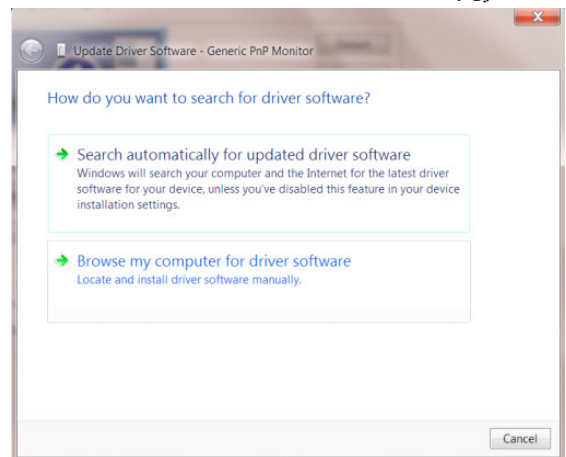 Update Driver Software - Generic PnP Monitor
How do you want to search for driver software?
Search automatically for updated driver software
Windows will search your computer and the Internet for the latest driver
software for your device, unless you've disabled this feature in your device
installation settings.
Browse my computer for driver software
Locate and install driver software manually.
Cancel